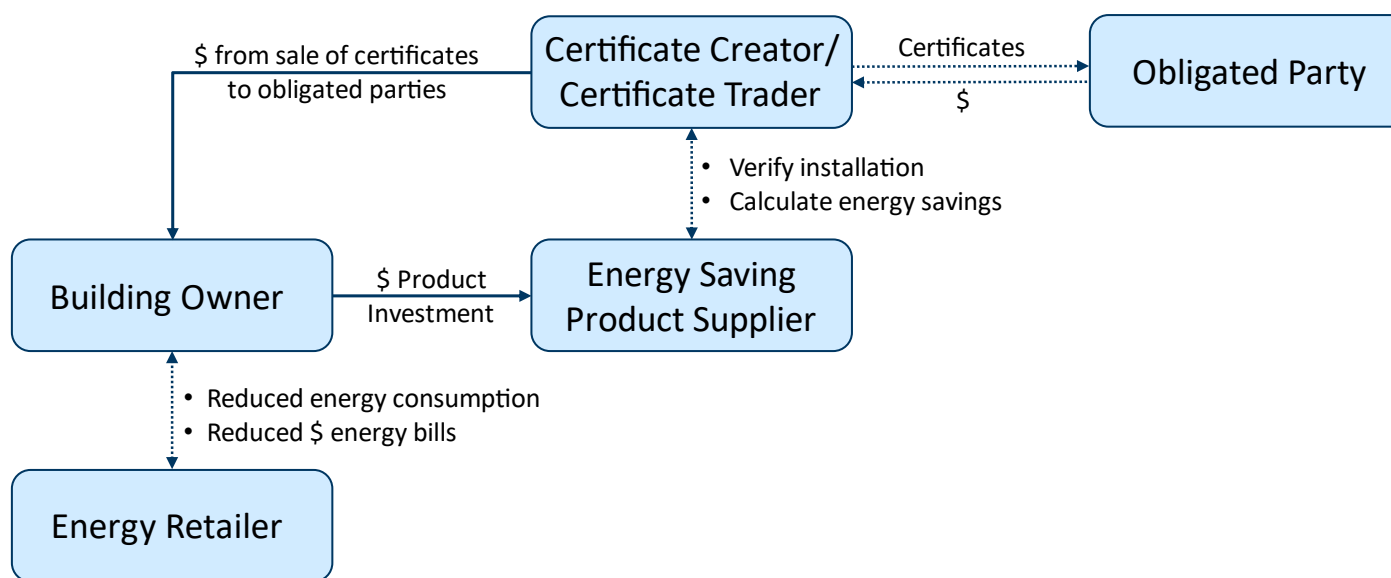 $ from sale of certificates
to obligated parties
Certificate Creator/
Certificate Trader
Certificates
$
Obligated Party
• Verify installation
• Calculate energy savings
Building Owner
$ Product
Investment
Energy Saving
Product Supplier
• Reduced energy consumption
• Reduced $ energy bills
Energy Retailer